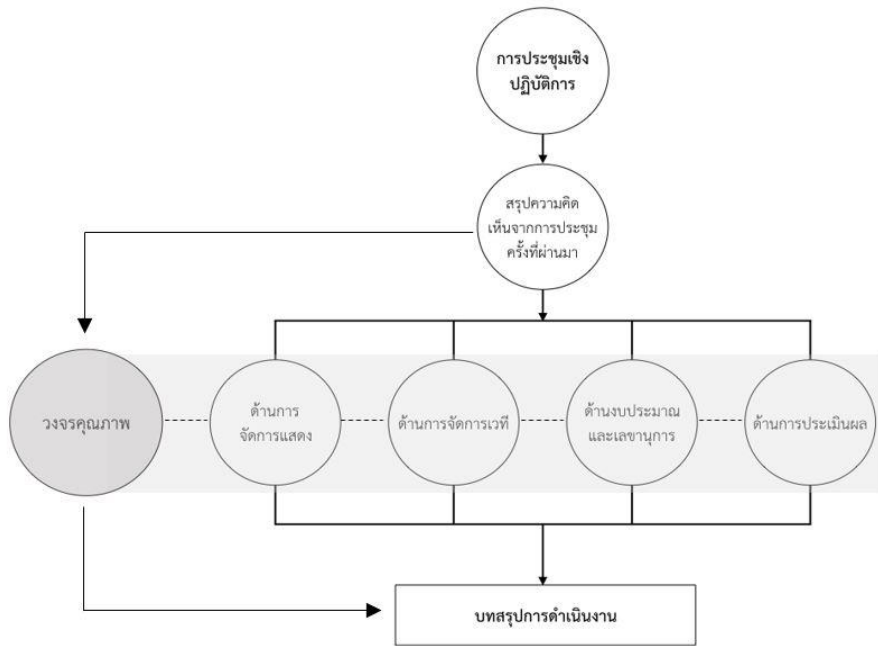 การประชุมเชิง
ปฏิบัติการ
สรุปความคิด
เห็นจากการประชุม
ครั้งที่ผ่านมา
วงจรคุณภาพ
ด้านการ
จัดการแสดง
ด้านการจัดการเวที
ด้านงบประมาณ
และเลขานุการ
ด้านการประเมินผล
บทสรุปการดำเนินงาน